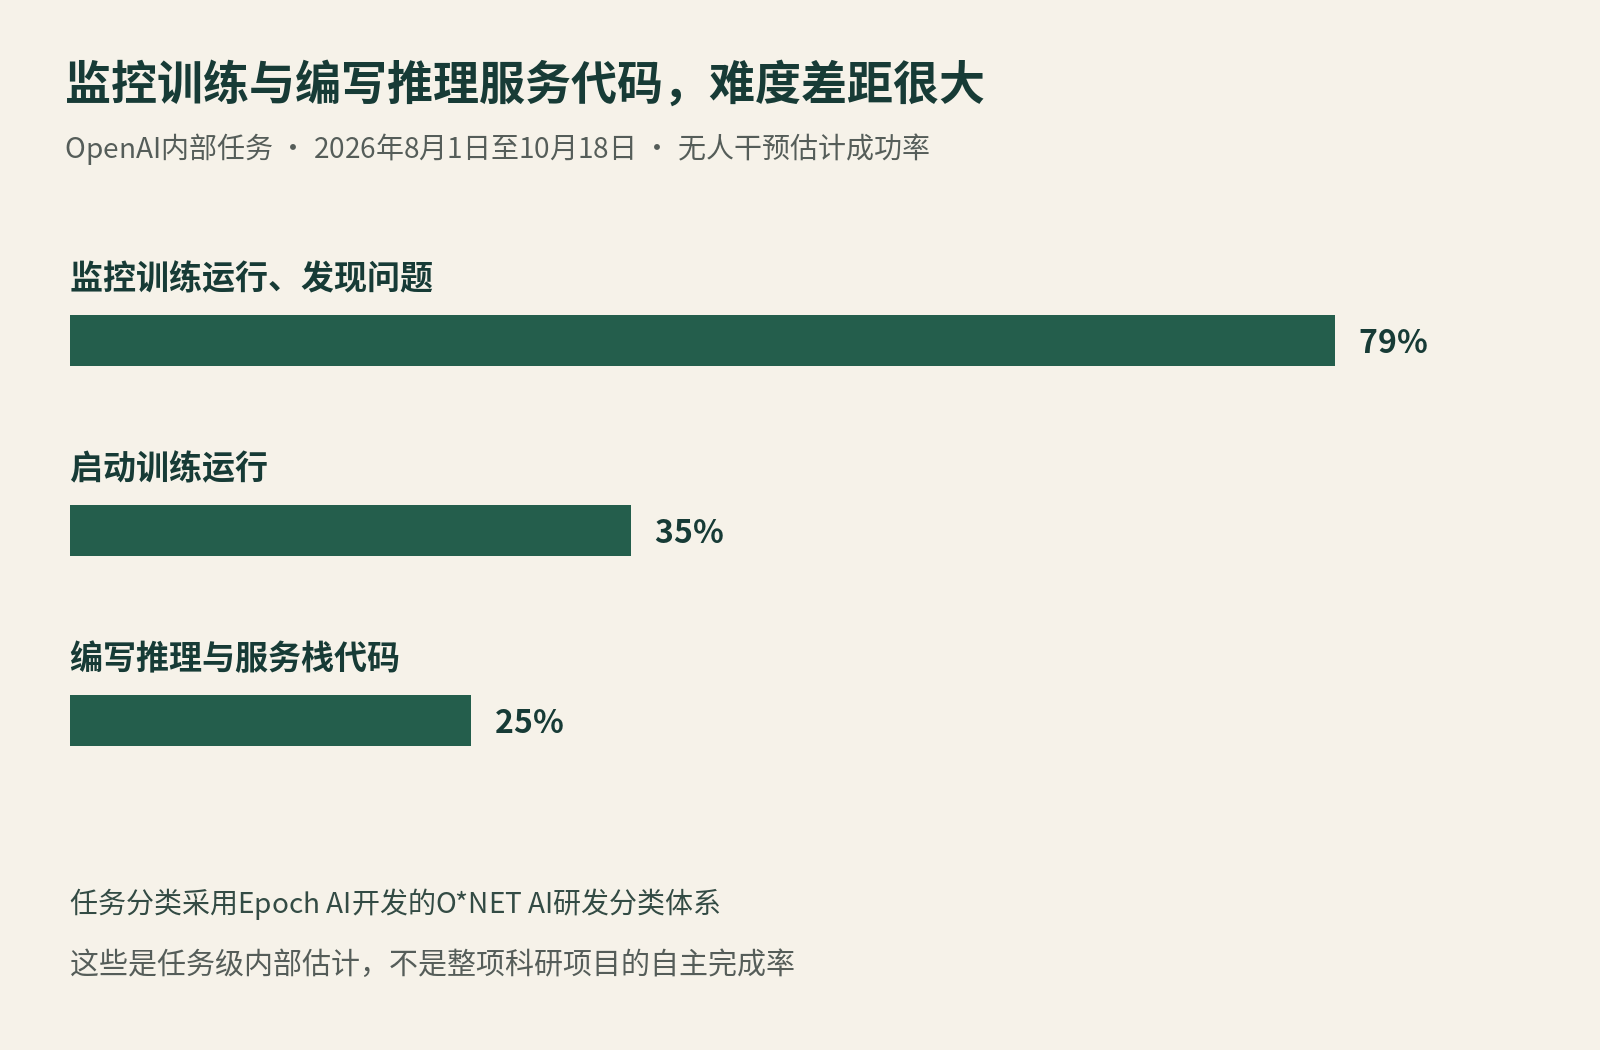 监控训练与编写推理服务代码，难度差距很大
OpenAI内部任务 · 2026年8月1日至10月18日 · 无人干预估计成功率
监控训练运行、发现问题
79%
启动训练运行
35%
编写推理与服务栈代码
25%
任务分类采用Epoch AI开发的O*NET AI研发分类体系
这些是任务级内部估计，不是整项科研项目的自主完成率